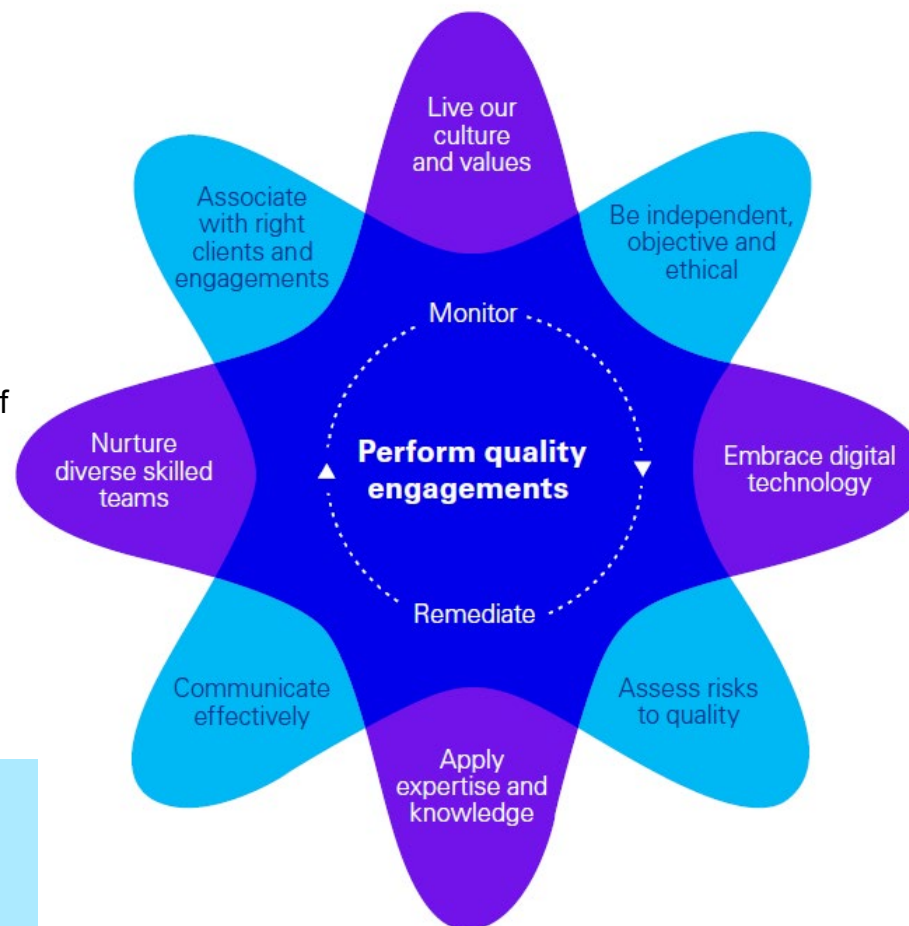 Live our
culture
and values
Associate
with right
clients and
engagements
Be independent,
objective and
ethical
Monitor
Nurture
diverse skilled
teams
Perform quality
engagements
Embrace digital
technology
Remediate
Communicate
effectively
Assess risks
to quality
Apply
expertise and
knowledge